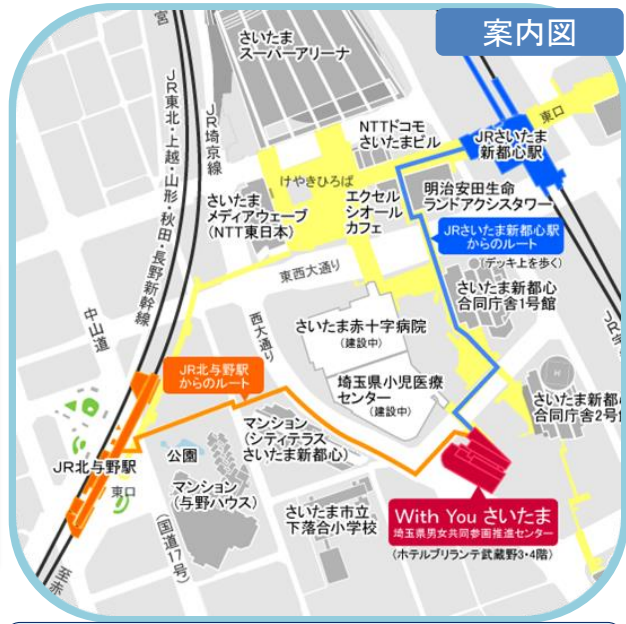 案内図
宮
さいたま
スーパーアリーナ
JR埼京線
JR東北・上越・山形・秋田・長野新幹線
NTTドコモ
さいたまビル
東口
JRさいたま
新都心駅
けやきひろば
明治安田生命
ランドアクシスタワー
さいたま
メディアウェーブ
(NTT東日本)
エクセル
シオール
カフェ
JRさいたま新都心駅
からのルート
(デッキ上を歩く)
東西大通り
さいたま新都心
合同庁舎1号館
中山道
西大通り
さいたま赤十字病院
(建設中)
JR北与野駅
からのルート
埼玉県小児医療
センター
(建設中)
さいたま新都心
合同庁舎2号館
マンション
(シティテラス
さいたま新都心)
公園
JR北与野駅
東口
マンション
(与野ハウス)
(国道17号)
さいたま市立
下落合小学校
With You さいたま
埼玉県男女共同参画推進センター
(ホテルブリランテ武蔵野3・4階)
至赤